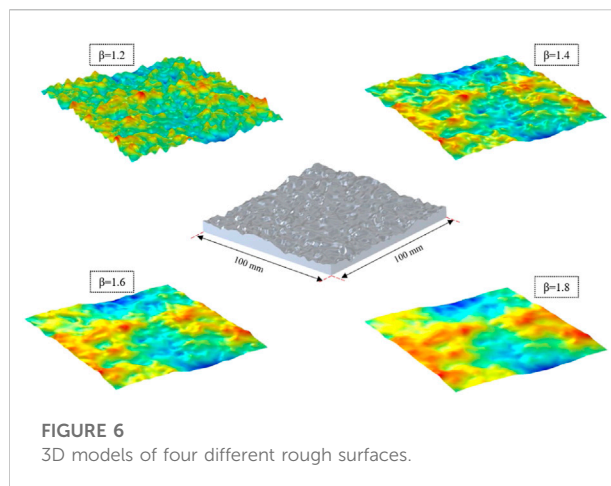 β=1.2
β=1.4
100 mm
100 mm
β=1.6
β=1.8
FIGURE 6
3D models of four different rough surfaces.